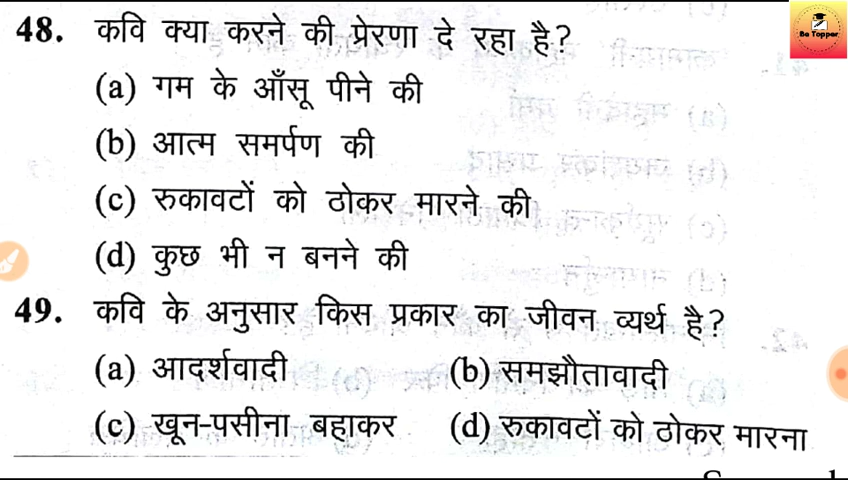 Be Topper
48. कवि क्या करने की प्रेरणा दे रहा है?
(a) गम के आँसू पीने की
(b) आत्म समर्पण की
(c) रुकावटों को ठोकर मारने की
(d) कुछ भी न बनने की
49. कवि के अनुसार किस प्रकार का जीवन व्यर्थ है?
(a) आदर्शवादी (b) समझौतावादी
(c) खून-पसीना बहाकर (d) रुकावटों को ठोकर मारना